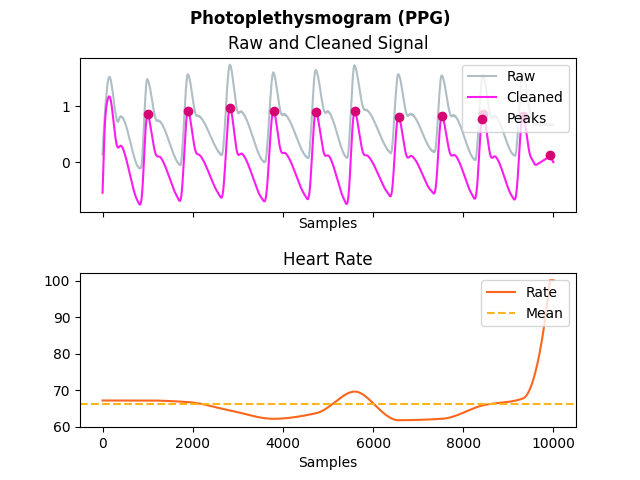 Photoplethysmogram (PPG)
Raw and Cleaned Signal
1
0
Raw
Cleaned
Peaks
Samples
Heart Rate
100
90
80
70
60
Rate
Mean
0 2000 4000 6000 8000 10000
Samples